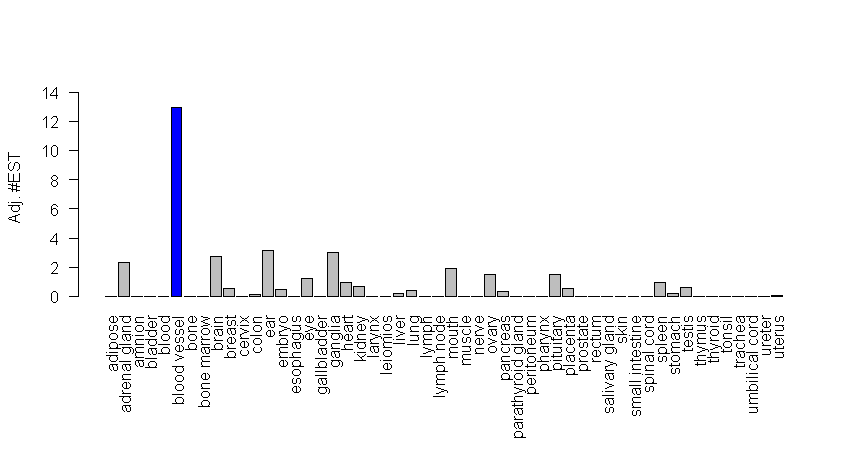 14
12
10
8
6
4
2
0
Adj. #EST
adipose
adrenal gland
amnion
bladder
blood
blood vessel
bone
bone marrow
brain
breast
cervix
colon
ear
embryo
esophagus
eye
gallbladder
ganglia
heart
kidney
larynx
leiomios
liver
lung
lymph
lymph node
mouth
muscle
nerve
ovary
pancreas
parathyroid gland
peritoneum
pharynx
pituitary
placenta
prostate
rectum
salivary gland
skin
small intestine
spinal cord
spleen
stomach
testis
thymus
thyroid
tonsil
trachea
umbilical cord
ureter
uterus